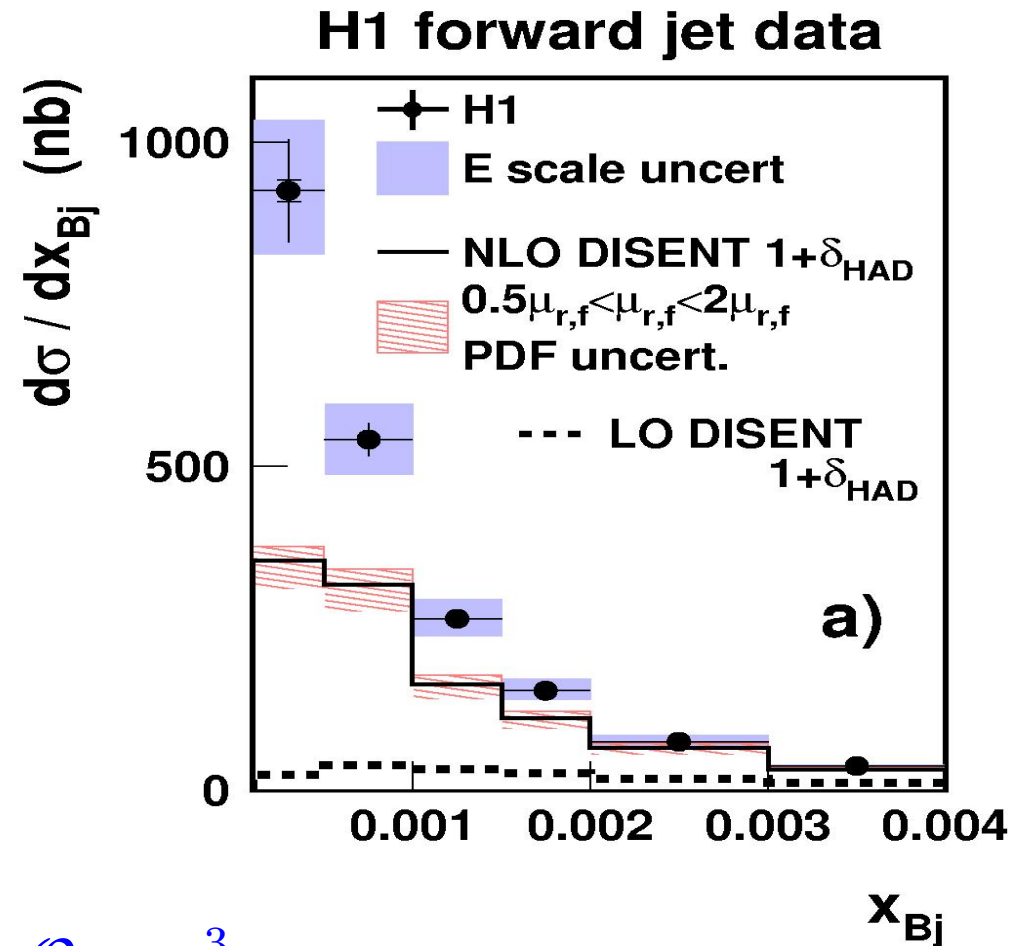 H1 forward jet data
dσ / dx_Bj (nb)
1000
500
0
H1
E scale uncert
NLO DISENT 1+δ_HAD
0.5μ_r,f<μ_r,f<2μ_r,f
PDF uncert.
LO DISENT
1+δ_HAD
a)
0.001 0.002 0.003 0.004
x_Bj
3